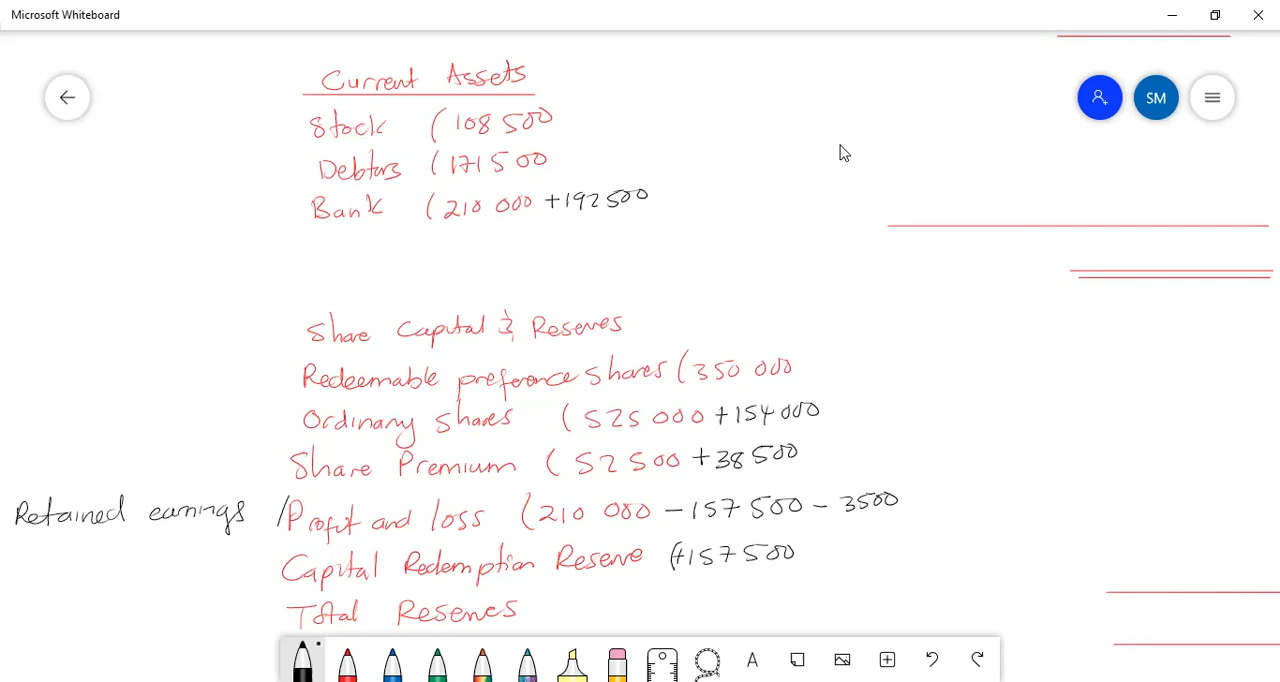 Microsoft Whiteboard
Current Assets
Stock (108 500
Debtors (171 500
Bank (210 000 +192 500
SM
Share Capital & Reserves
Redeemable preference shares (350 000
Ordinary shares (525 000 +154 000
Share Premium (52 500 +38 500
Retained earnings / Profit and loss (210 000 - 157 500 - 3500
Capital Redemption Reserve (+157 500
Total Reserves
A